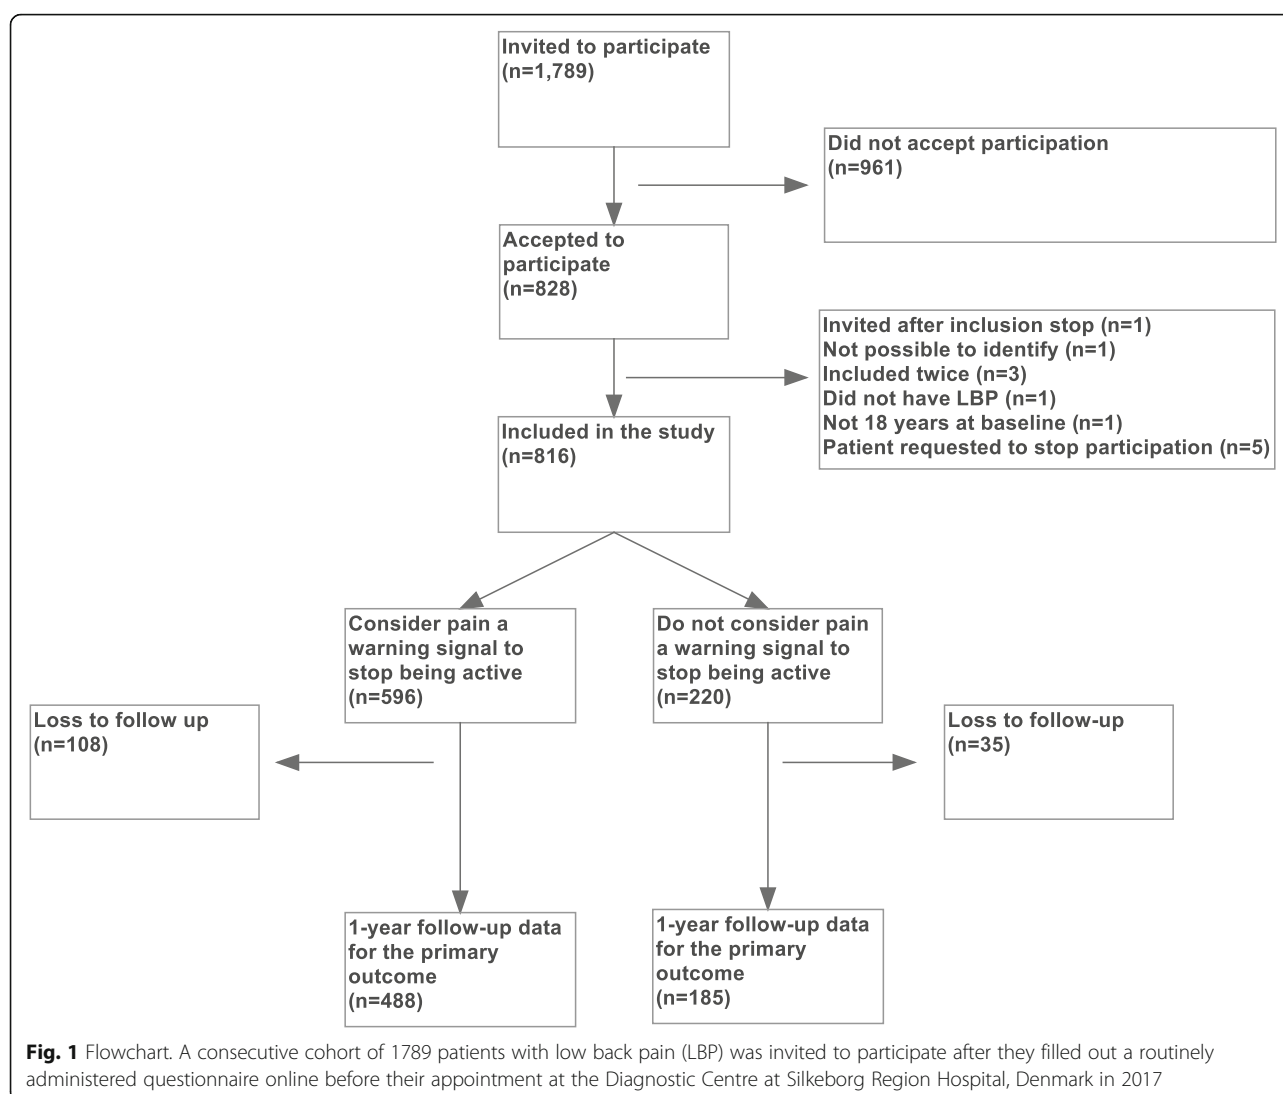 Invited to participate
(n=1,789)
Did not accept participation
(n=961)
Accepted to
participate
(n=828)
Invited after inclusion stop (n=1)
Not possible to identify (n=1)
Included twice (n=3)
Did not have LBP (n=1)
Not 18 years at baseline (n=1)
Patient requested to stop participation (n=5)
Included in the study
(n=816)
Consider pain a
warning signal to
stop being active
(n=596)
Do not consider pain
a warning signal to
stop being active
(n=220)
Loss to follow up
(n=108)
Loss to follow-up
(n=35)
1-year follow-up data
for the primary
outcome
(n=488)
1-year follow-up data
for the primary
outcome
(n=185)
Fig. 1 Flowchart. A consecutive cohort of 1789 patients with low back pain (LBP) was invited to participate after they filled out a routinely
administered questionnaire online before their appointment at the Diagnostic Centre at Silkeborg Region Hospital, Denmark in 2017